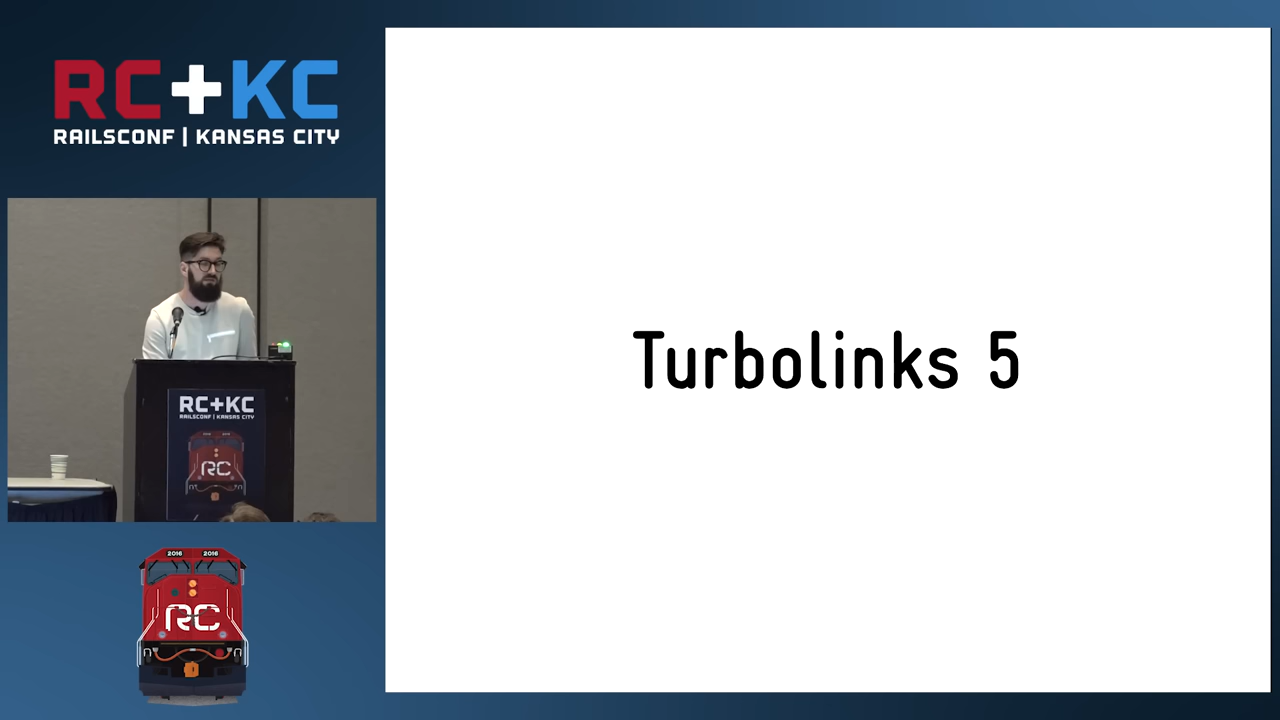 RC+KC
RAILSCONF | KANSAS CITY
Turbolinks 5
RC+KC
RAILSCONF | KANSAS CITY
RC
2016 2016
RC